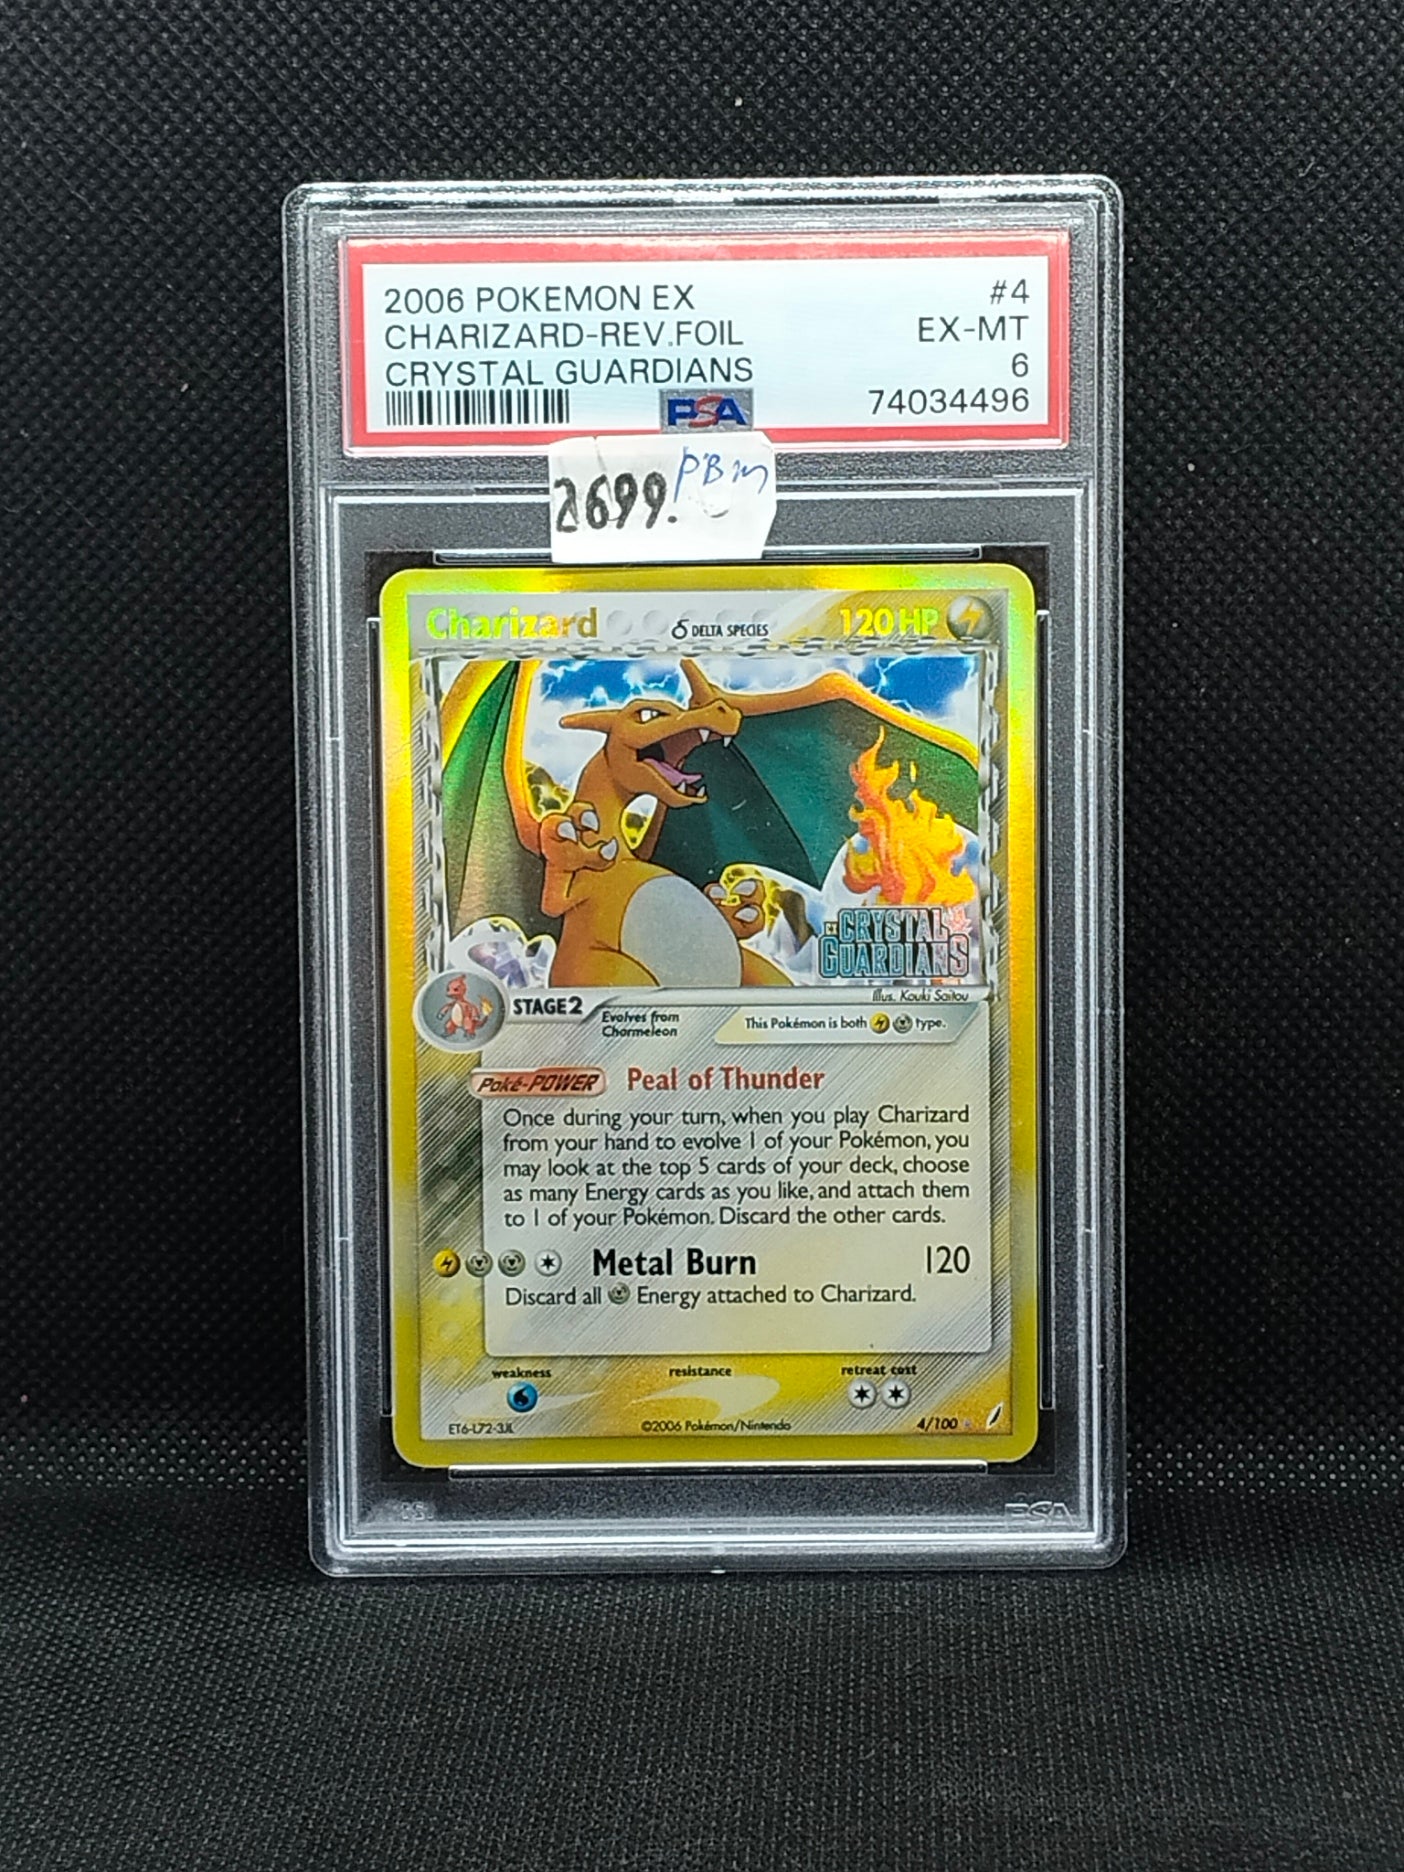 2006 POKEMON EX #4
CHARIZARD-REV.FOIL EX-MT
CRYSTAL GUARDIANS 6
PSA 74034496
2699. PBM
Charizard δ DELTA SPECIES 120 HP
EX CRYSTAL
GUARDIANS
Illus. Kouki Saitou
STAGE 2
Evolves from
Charmeleon
This Pokémon is both type.
Poké-POWER Peal of Thunder
Once during your turn, when you play Charizard
from your hand to evolve 1 of your Pokémon, you
may look at the top 5 cards of your deck, choose
as many Energy cards as you like, and attach them
to 1 of your Pokémon. Discard the other cards.
Metal Burn 120
Discard all Energy attached to Charizard.
weakness resistance retreat cost
ET6-L72-3JL ©2006 Pokémon/Nintendo 4/100
PSA